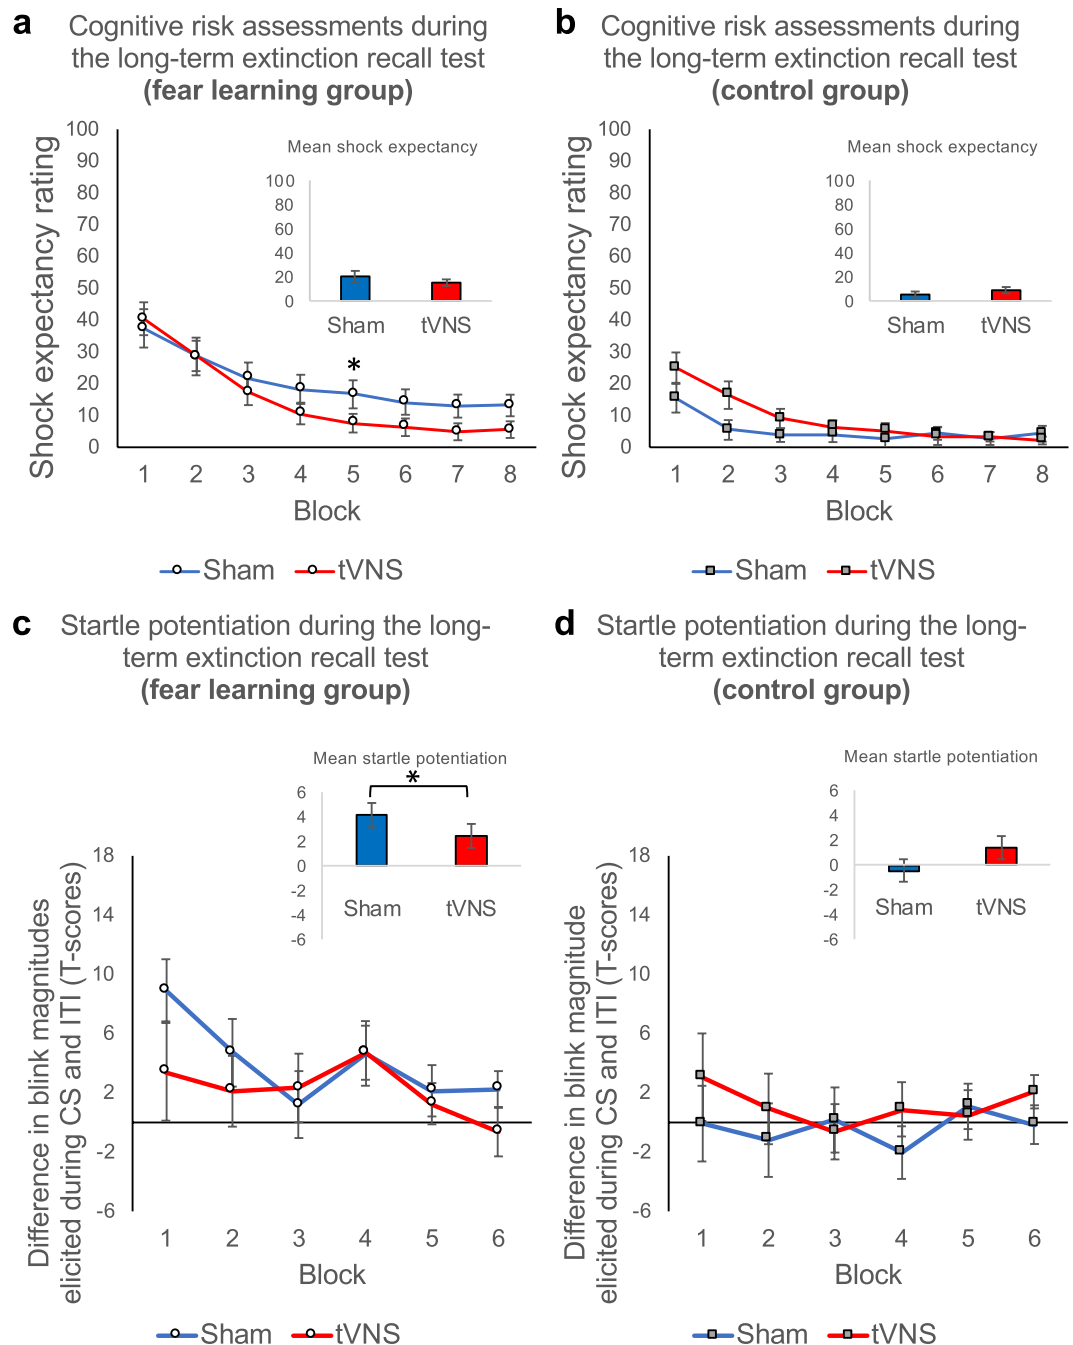 a
Cognitive risk assessments during
the long-term extinction recall test
(fear learning group)
Shock expectancy rating
100
90
80
70
60
50
40
30
20
10
0
Mean shock expectancy
100
80
60
40
20
0
Sham tVNS
*
1 2 3 4 5 6 7 8
Block
Sham tVNS
b
Cognitive risk assessments during
the long-term extinction recall test
(control group)
Shock expectancy rating
100
90
80
70
60
50
40
30
20
10
0
Mean shock expectancy
100
80
60
40
20
0
Sham tVNS
1 2 3 4 5 6 7 8
Block
Sham tVNS
c
Startle potentiation during the long-
term extinction recall test
(fear learning group)
Mean startle potentiation
*
6
4
2
0
-2
-4
-6
Sham tVNS
Difference in blink magnitudes
elicited during CS and ITI (T-scores)
18
14
10
6
2
-2
-6
1 2 3 4 5 6
Block
Sham tVNS
d
Startle potentiation during the long-
term extinction recall test
(control group)
Mean startle potentiation
6
4
2
0
-2
-4
-6
Sham tVNS
Difference in blink magnitude
elicited during CS and ITI (T-scores)
18
14
10
6
2
-2
-6
1 2 3 4 5 6
Block
Sham tVNS